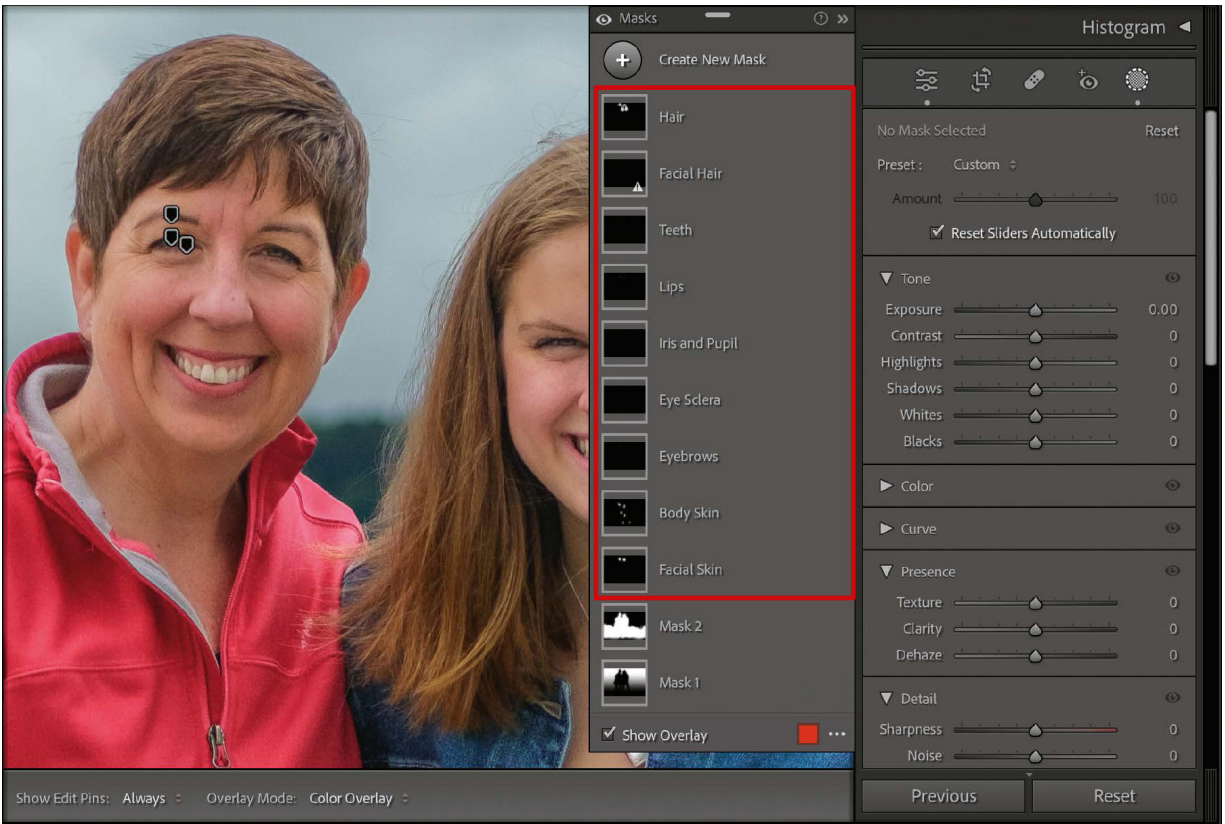 Masks
Create New Mask
Hair
Facial Hair
Teeth
Lips
Iris and Pupil
Eye Sclera
Eyebrows
Body Skin
Facial Skin
Mask 2
Mask 1
Show Overlay
Histogram
No Mask Selected Reset
Preset : Custom
Amount 100
Reset Sliders Automatically
Tone
Exposure 0.00
Contrast 0
Highlights 0
Shadows 0
Whites 0
Blacks 0
Color
Curve
Presence
Texture 0
Clarity 0
Dehaze 0
Detail
Sharpness 0
Noise 0
Show Edit Pins: Always Overlay Mode: Color Overlay
Previous Reset